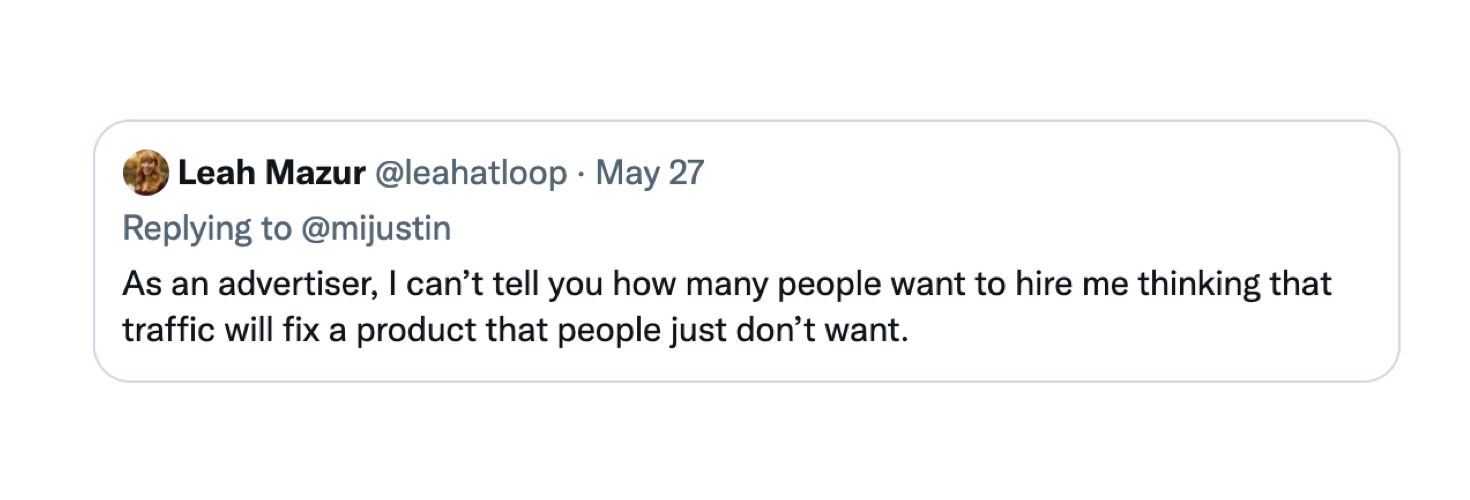 Leah Mazur @leahatloop · May 27
Replying to @mijustin
As an advertiser, I can’t tell you how many people want to hire me thinking that
traffic will fix a product that people just don’t want.